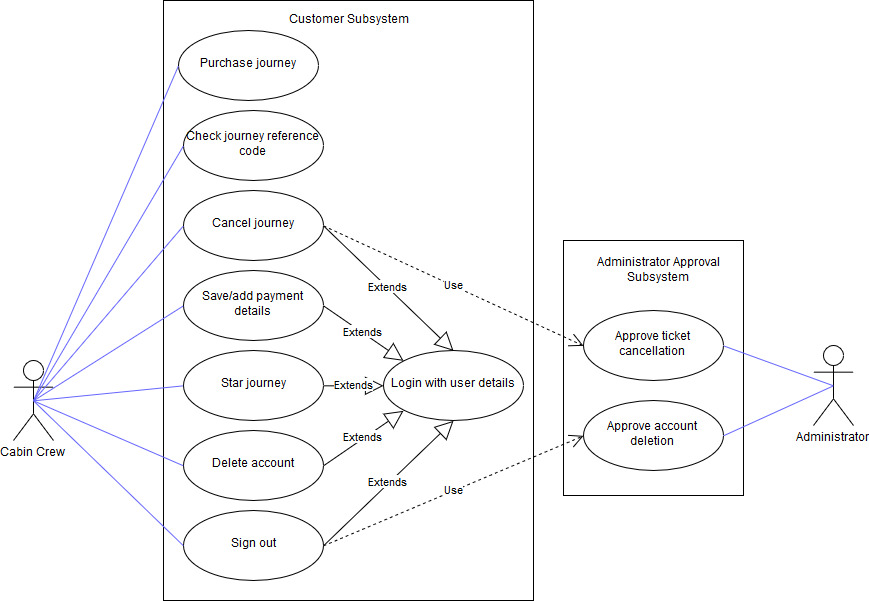 Customer Subsystem
Purchase journey
Check journey reference
code
Cancel journey
Save/add payment
details
Star journey
Delete account
Sign out
Extends
Extends
Extends
Extends
Extends
Login with user details
Use
Use
Administrator Approval
Subsystem
Approve ticket
cancellation
Approve account
deletion
Cabin Crew
Administrator